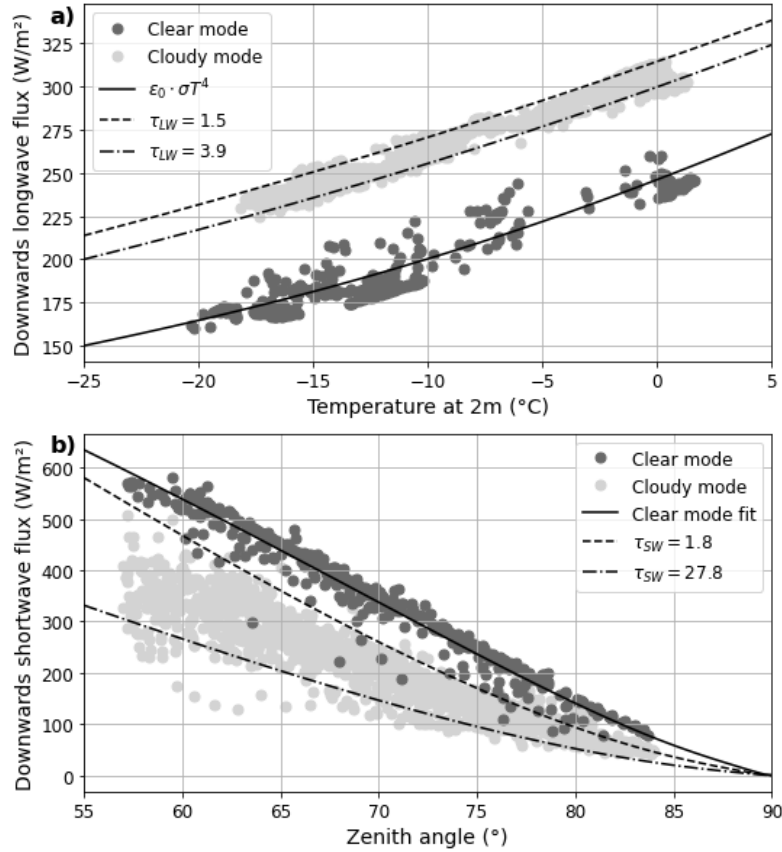 a)
Downwards longwave flux (W/m²)
Clear mode
Cloudy mode
ε₀ · σT⁴
τ_LW = 1.5
τ_LW = 3.9
325
300
275
250
225
200
175
150
−25
−20
−15
−10
−5
0
5
Temperature at 2m (°C)
b)
Downwards shortwave flux (W/m²)
Clear mode
Cloudy mode
Clear mode fit
τ_SW = 1.8
τ_SW = 27.8
600
500
400
300
200
100
0
55
60
65
70
75
80
85
90
Zenith angle (°)